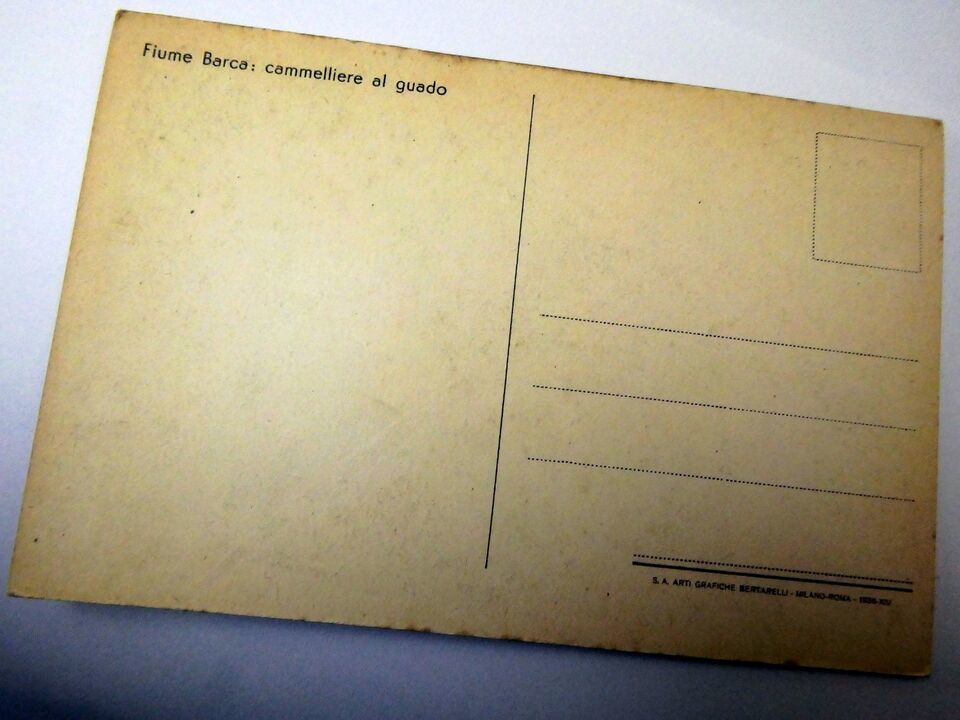 Fiume Barca: cammelliere al guado
S. A. ARTI GRAFICHE BERTARELLI - MILANO-ROMA - 1936-XIV